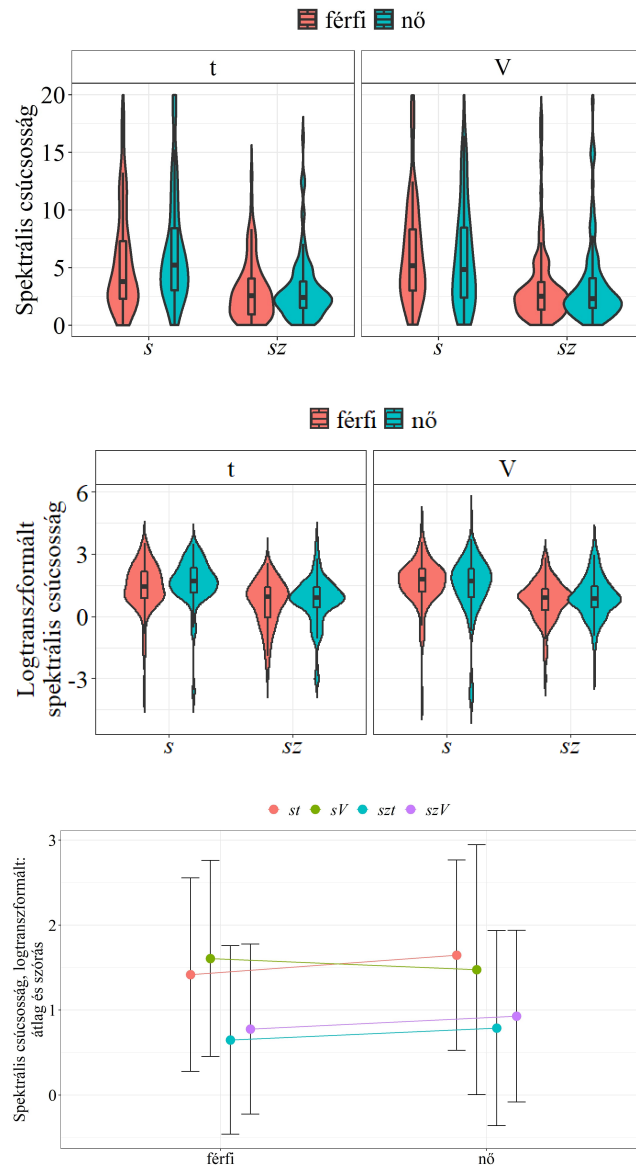 férfi nő
t V
Spektrális csúcsosság
20
15
10
5
0
s sz s sz
férfi nő
t V
Logtranszformált
spektrális csúcsosság
6
3
0
-3
s sz s sz
st sV szt szV
Spektrális csúcsosság, logtranszformált:
átlag és szórás
3
2
1
0
férfi nő